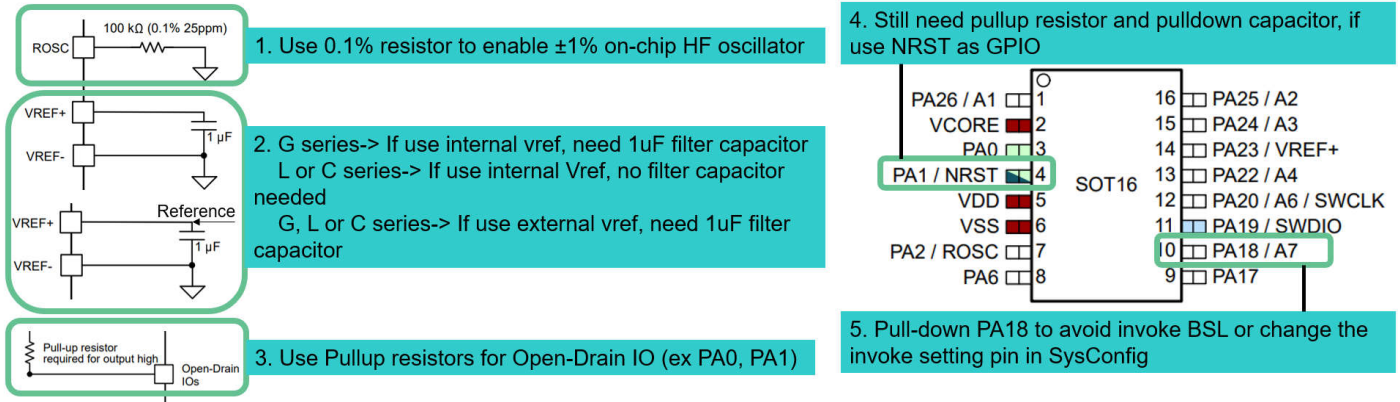 100 kΩ (0.1% 25ppm)
ROSC
1. Use 0.1% resistor to enable ±1% on-chip HF oscillator
VREF+
1 µF
VREF-
Reference
VREF+
1 µF
VREF-
2. G series-> If use internal vref, need 1uF filter capacitor
L or C series-> If use internal Vref, no filter capacitor
needed
G, L or C series-> If use external vref, need 1uF filter
capacitor
Pull-up resistor
required for output high
Open-Drain
IOs
3. Use Pullup resistors for Open-Drain IO (ex PA0, PA1)
4. Still need pullup resistor and pulldown capacitor, if
use NRST as GPIO
PA26 / A1 1 16 PA25 / A2
VCORE 2 15 PA24 / A3
PA0 3 14 PA23 / VREF+
PA1 / NRST 4 13 PA22 / A4
SOT16
VDD 5 12 PA20 / A6 / SWCLK
VSS 6 11 PA19 / SWDIO
PA2 / ROSC 7 10 PA18 / A7
PA6 8 9 PA17
5. Pull-down PA18 to avoid invoke BSL or change the
invoke setting pin in SysConfig